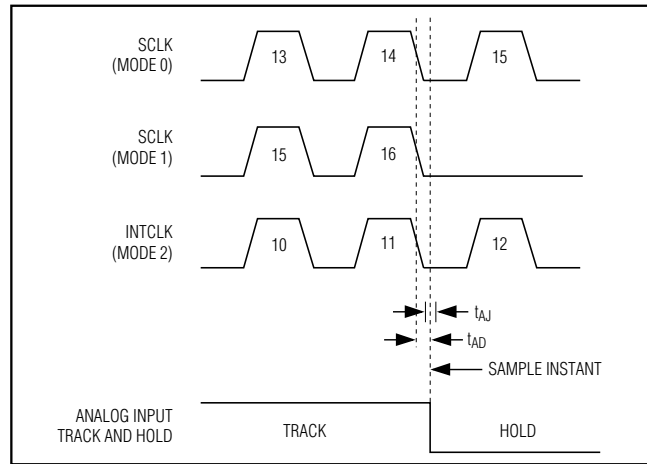 SCLK
(MODE 0)
13
14
15
SCLK
(MODE 1)
15
16
INTCLK
(MODE 2)
10
11
12
tAJ
tAD
SAMPLE INSTANT
ANALOG INPUT
TRACK AND HOLD
TRACK
HOLD